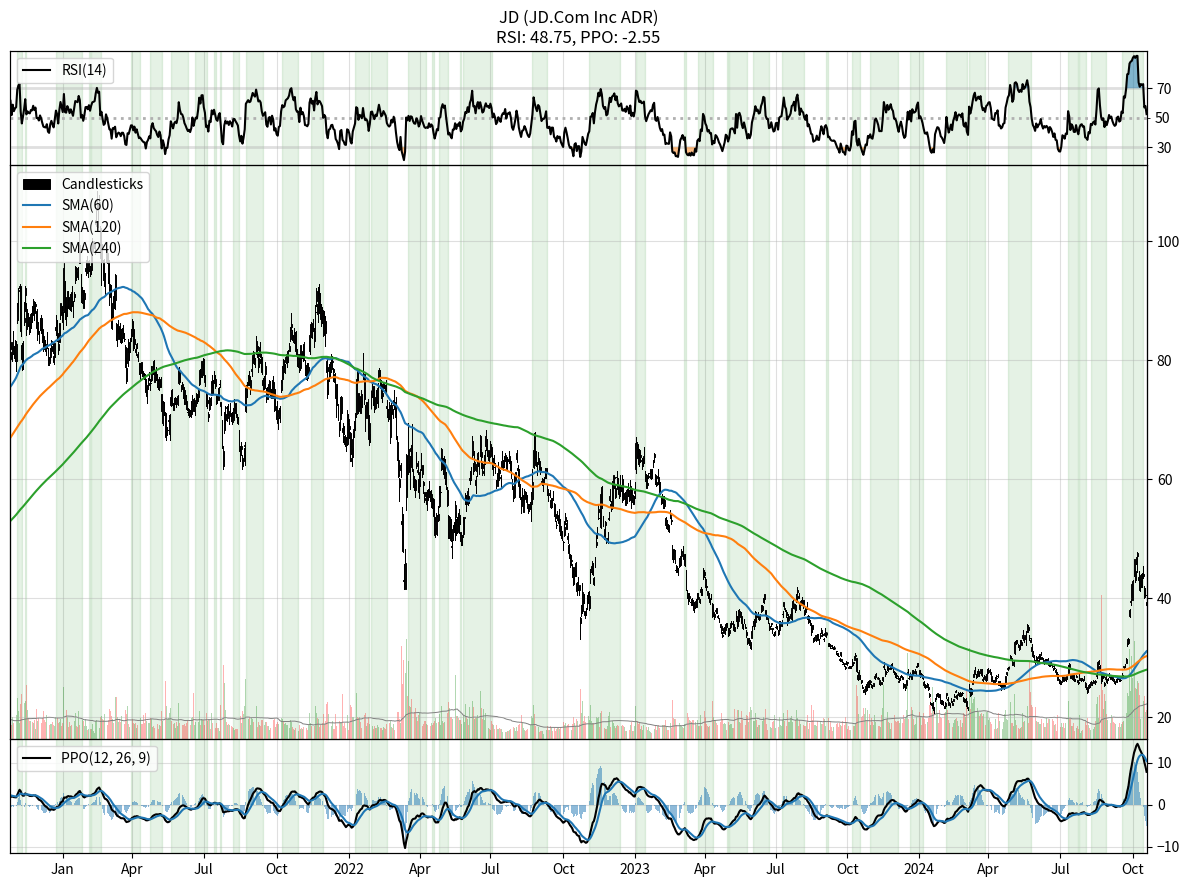 JD (JD.Com Inc ADR)
RSI: 48.75, PPO: -2.55
RSI(14)
70
50
30
Candlesticks
SMA(60)
SMA(120)
SMA(240)
100
80
60
40
20
PPO(12, 26, 9)
10
0
−10
Jan Apr Jul Oct 2022 Apr Jul Oct 2023 Apr Jul Oct 2024 Apr Jul Oct